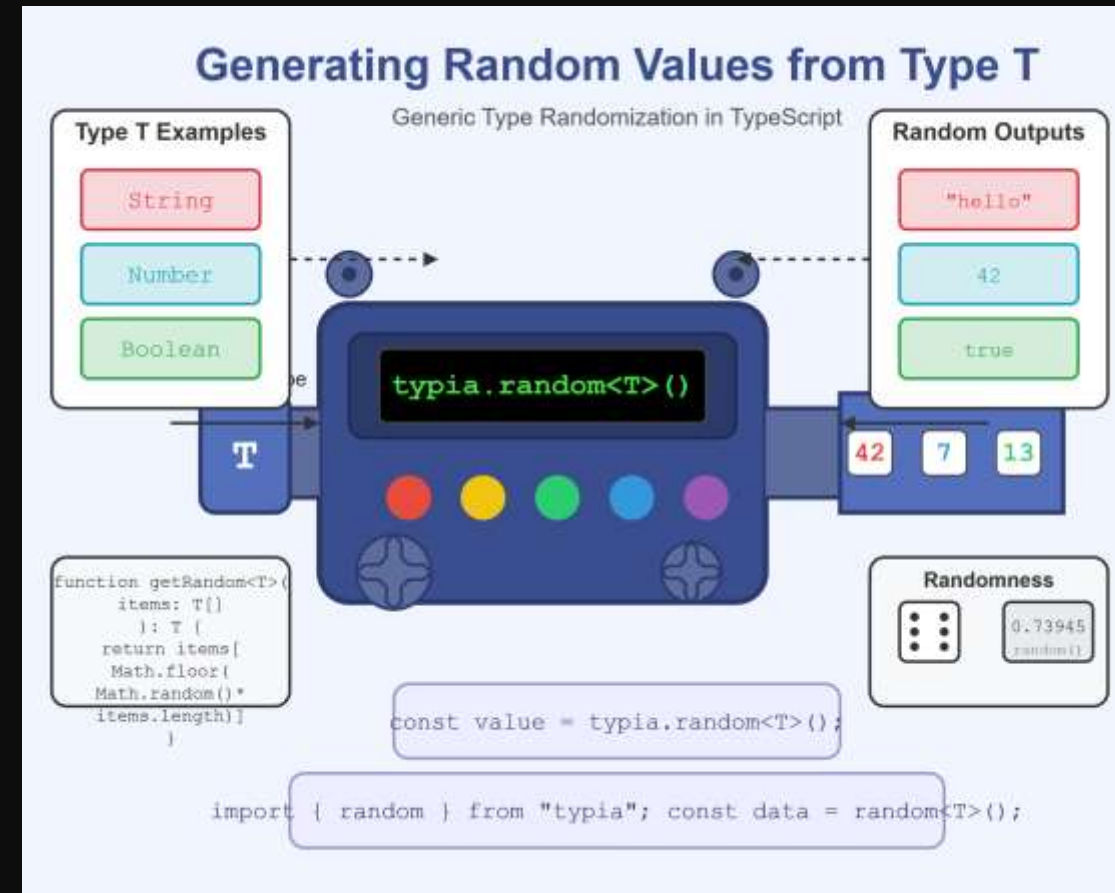 Generating Random Values from Type T
Generic Type Randomization in TypeScript
Type T Examples
String
Number
Boolean
Random Outputs
"hello"
42
true
typia.random<T>()
T
42 7 13
function getRandom<T>(
items: T[]
): T {
return items[
Math.floor(
Math.random()*
items.length)]
}
Randomness
0.73945
random()
const value = typia.random<T>();
import { random } from "typia"; const data = random<T>();